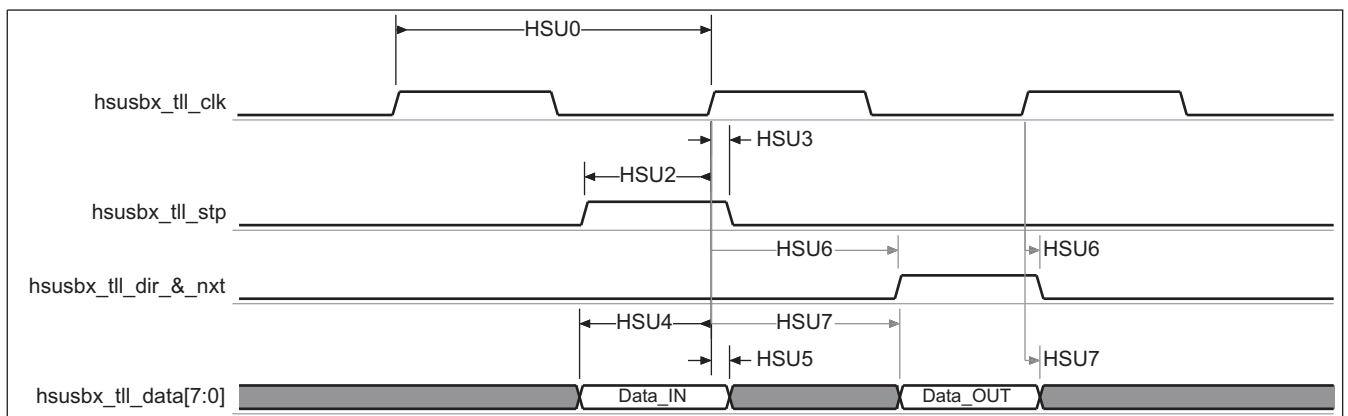 HSU0
hsusbx_tll_clk
HSU3
HSU2
hsusbx_tll_stp
HSU6
HSU6
hsusbx_tll_dir_&_nxt
HSU4
HSU7
HSU5
HSU7
hsusbx_tll_data[7:0]
Data_IN
Data_OUT